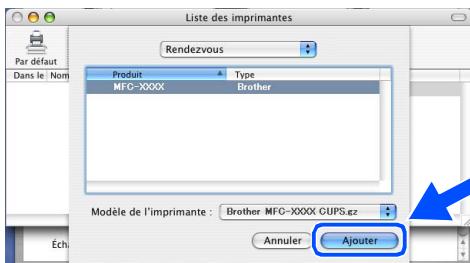 Liste des imprimantes
Par défaut
Rendezvous
Dans le Nom
Produit Type
MFC-XXXX Brother
Modèle de l'imprimante : Brother MFC-XXXX CUPS.gz
Éch
Annuler Ajouter